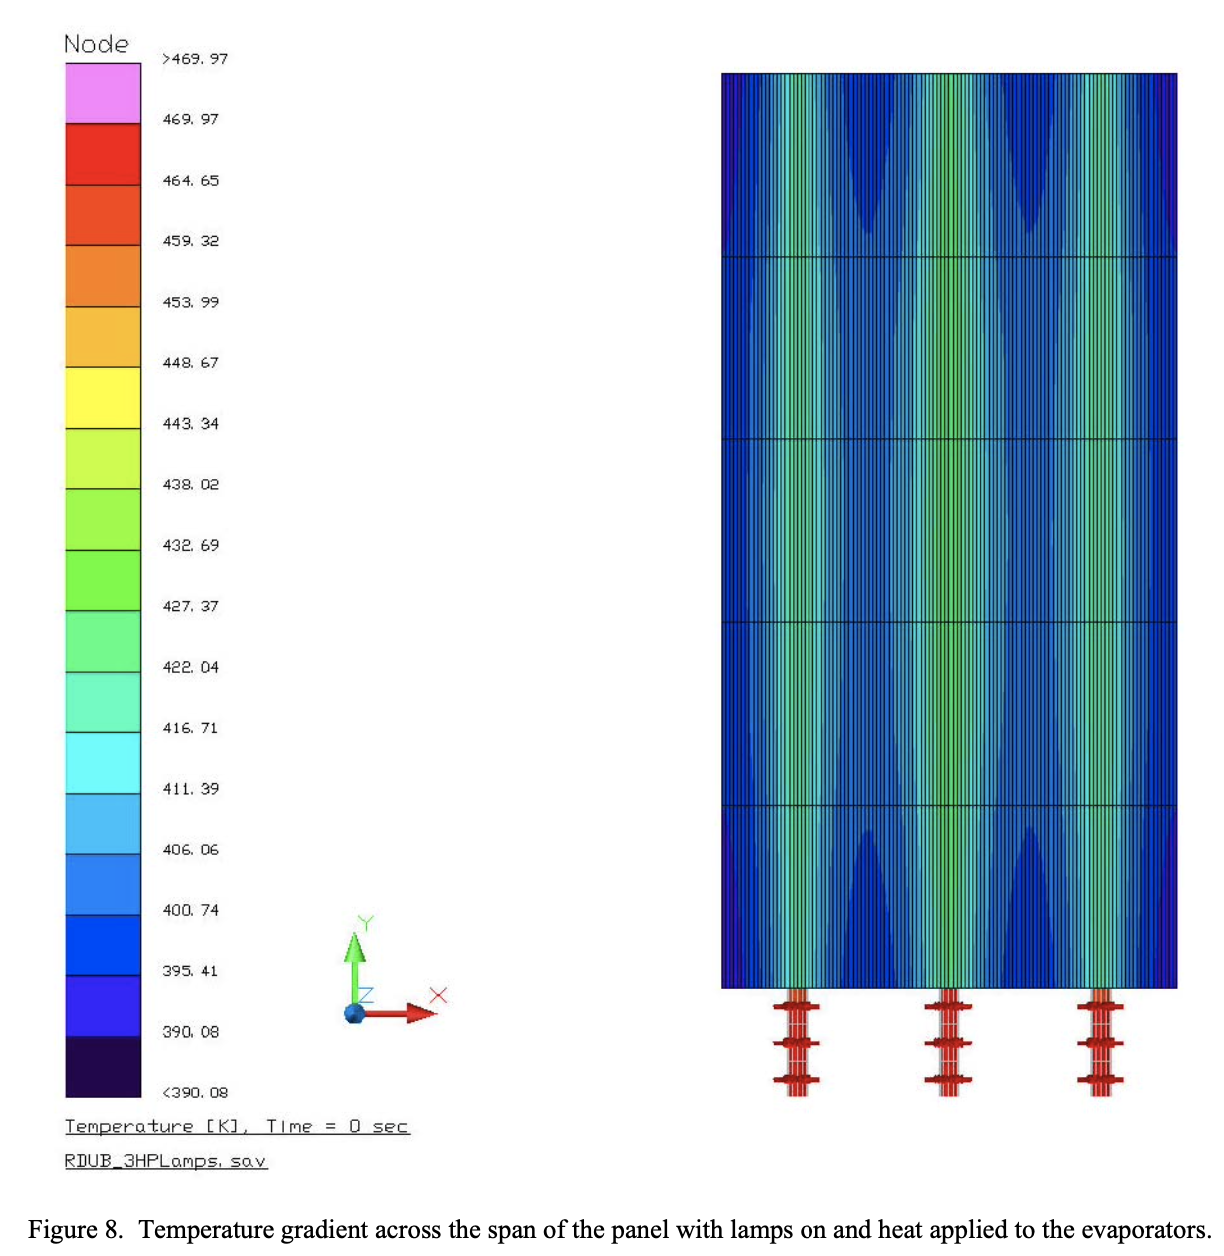 Node
>469.97
469.97
464.65
459.32
453.99
448.67
443.34
438.02
432.69
427.37
422.04
416.71
411.39
406.06
400.74
395.41
390.08
<390.08
Y
Z
X
Temperature [K], Time = 0 sec
RDUB_3HPLamps.sav
Figure 8.  Temperature gradient across the span of the panel with lamps on and heat applied to the evaporators.